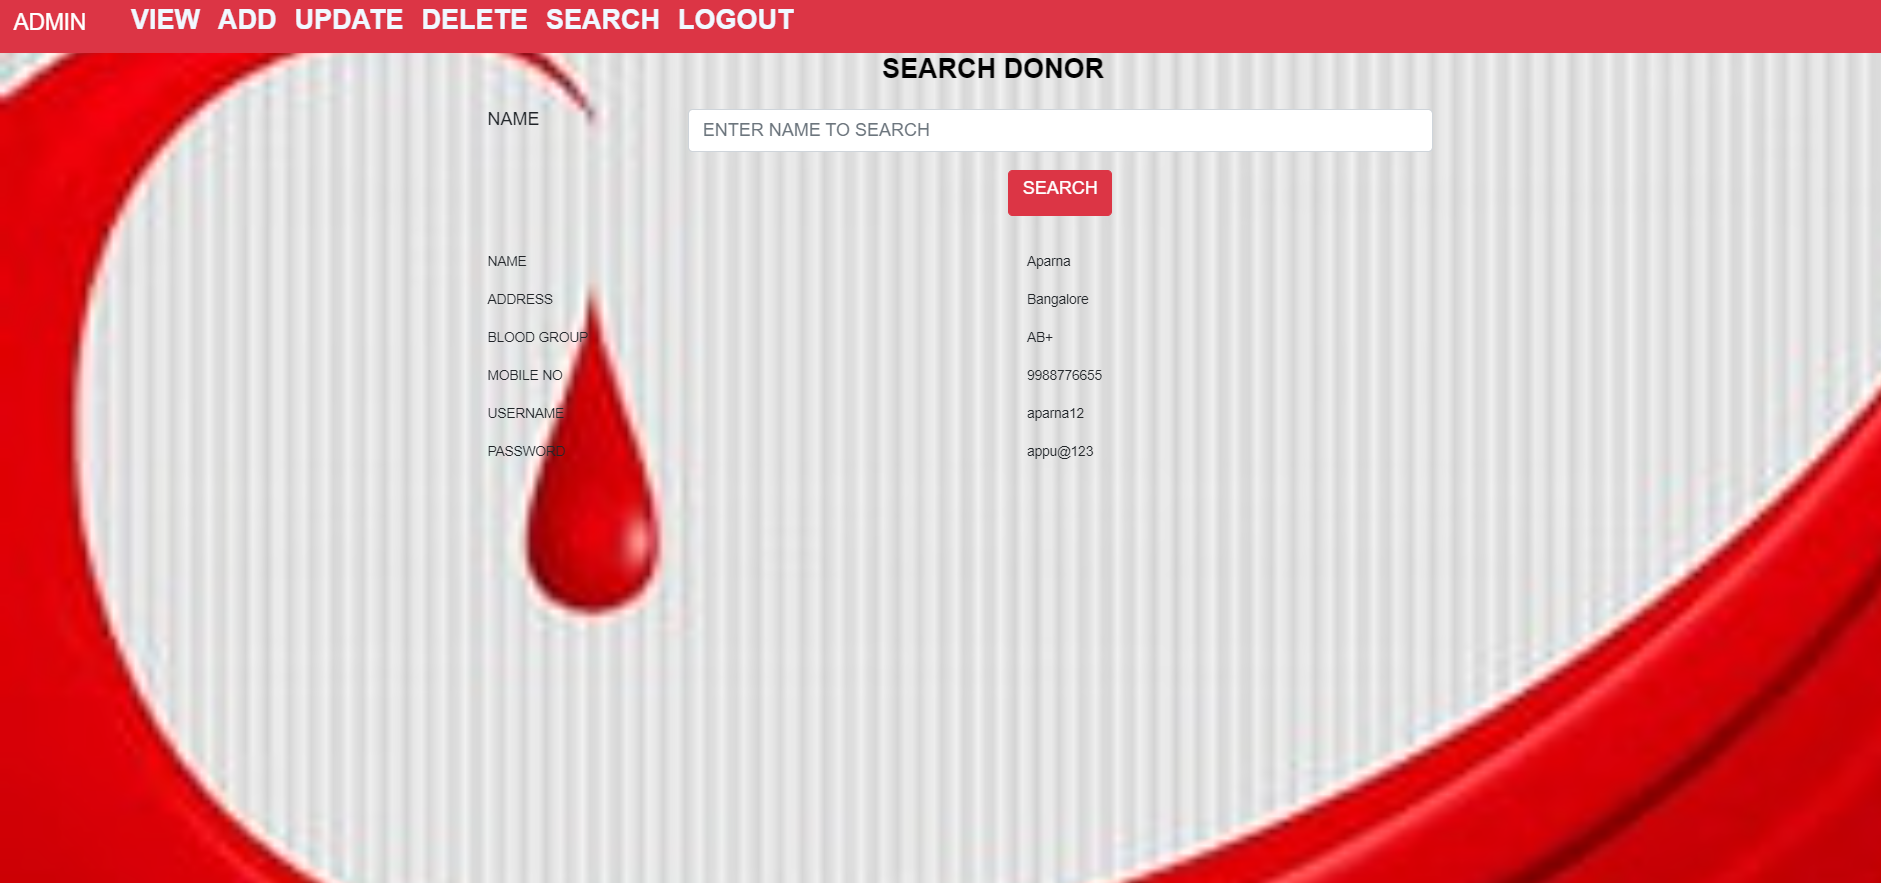 ADMIN VIEW ADD UPDATE DELETE SEARCH LOGOUT
SEARCH DONOR
NAME ENTER NAME TO SEARCH
SEARCH
NAME Aparna
ADDRESS Bangalore
BLOOD GROUP AB+
MOBILE NO 9988776655
USERNAME aparna12
PASSWORD appu@123